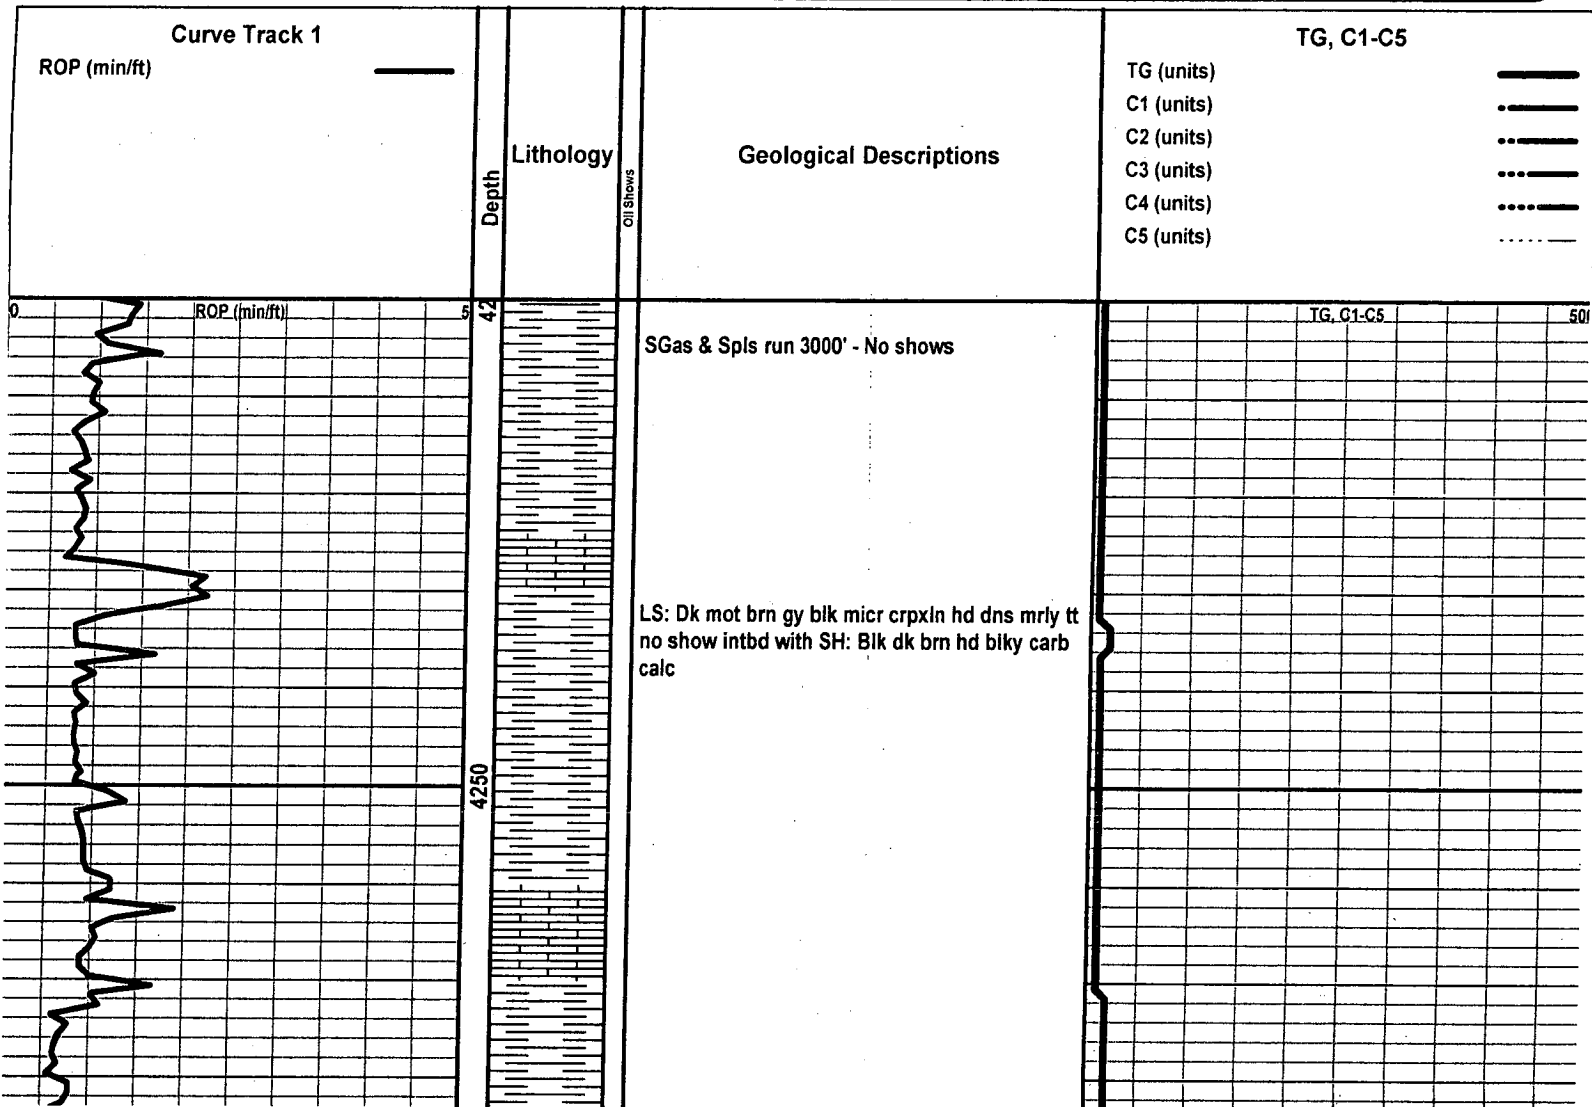 Curve Track 1
ROP (min/ft)
Depth
Lithology
Oil Shows
Geological Descriptions
TG, C1-C5
TG (units)
C1 (units)
C2 (units)
C3 (units)
C4 (units)
C5 (units)
0 ROP (min/ft) 5
42
TG, C1-C5 50
SGas & Spls run 3000' - No shows
LS: Dk mot brn gy blk micr crpxln hd dns mrly tt
no show intbd with SH: Blk dk brn hd blky carb
calc
4250